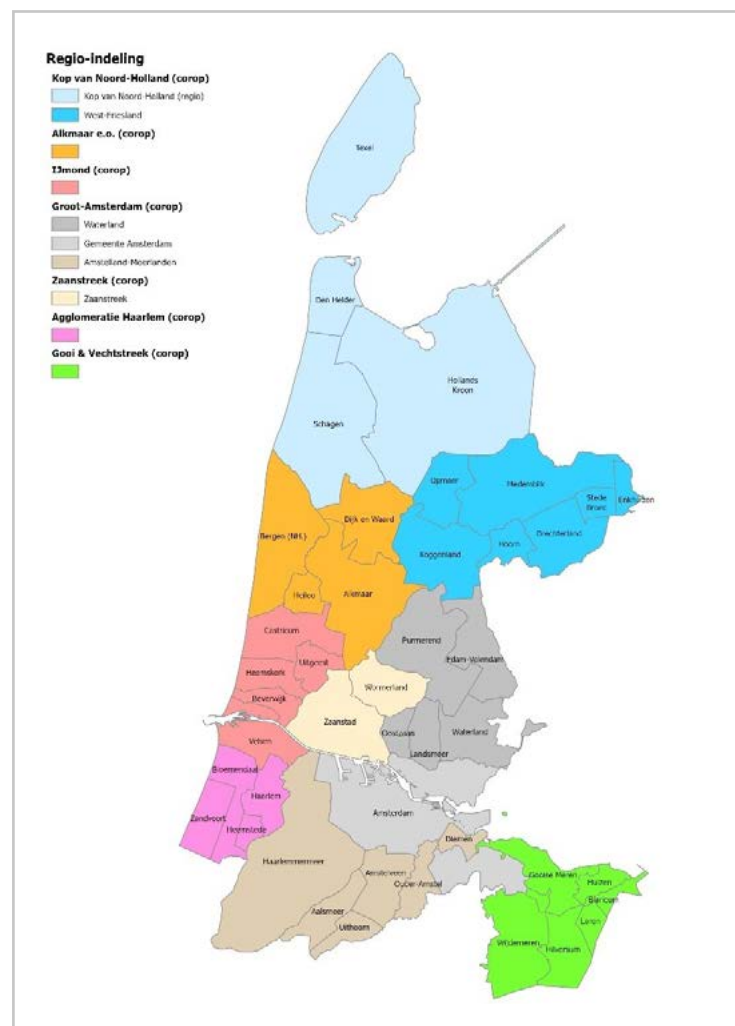 Regio-indeling
Kop van Noord-Holland (corop)
Kop van Noord-Holland (regio)
West-Friesland
Alkmaar e.o. (corop)
IJmond (corop)
Groot-Amsterdam (corop)
Waterland
Gemeente Amsterdam
Amstelland-Meerlanden
Zaanstreek (corop)
Zaanstreek
Agglomeratie Haarlem (corop)
Gooi & Vechtstreek (corop)
Texel
Den Helder
Hollands
Kroon
Schagen
Opmeer
Medemblik
Stede
Broec
Enkhuizen
Dijk en Waard
Drechterland
Bergen (NH.)
Hoorn
Koggenland
Heiloo
Alkmaar
Castricum
Purmerend
Uitgeest
Edam-Volendam
Heemskerk
Wormerland
Beverwijk
Zaanstad
Oostzaan
Waterland
Velsen
Landsmeer
Bloemendaal
Haarlem
Zandvoort
Amsterdam
Heemstede
Diemen
Haarlemmermeer
Amstelveen
Gooise Meren
Ouder-Amstel
Huizen
Blaricum
Aalsmeer
Laren
Uithoorn
Wijdemeren
Hilversum